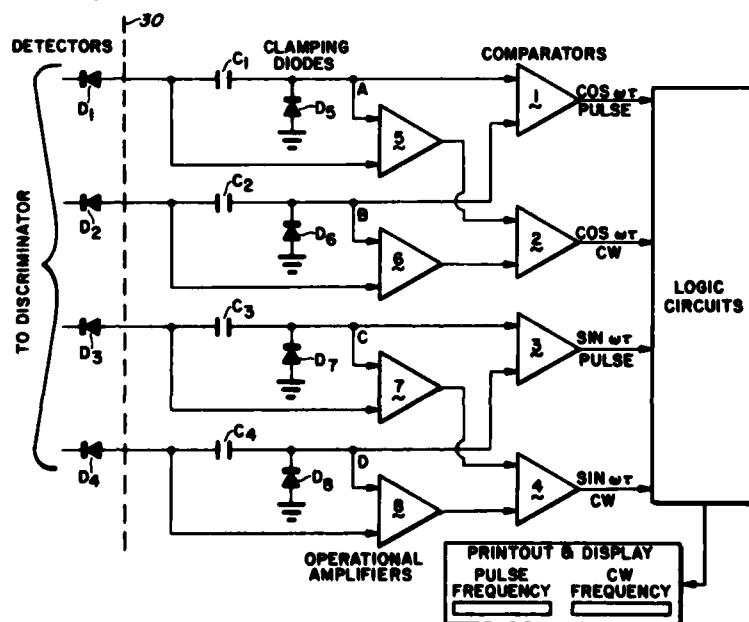 30
DETECTORS
CLAMPING
DIODES
COMPARATORS
C1
D1
A
D5
5
1
COS ωτ
PULSE
C2
D2
B
D6
6
2
COS ωτ
CW
TO DISCRIMINATOR
LOGIC
CIRCUITS
C3
D3
C
D7
7
3
SIN ωτ
PULSE
C4
D4
D
D8
8
4
SIN ωτ
CW
OPERATIONAL
AMPLIFIERS
PRINTOUT & DISPLAY
PULSE
FREQUENCY
CW
FREQUENCY